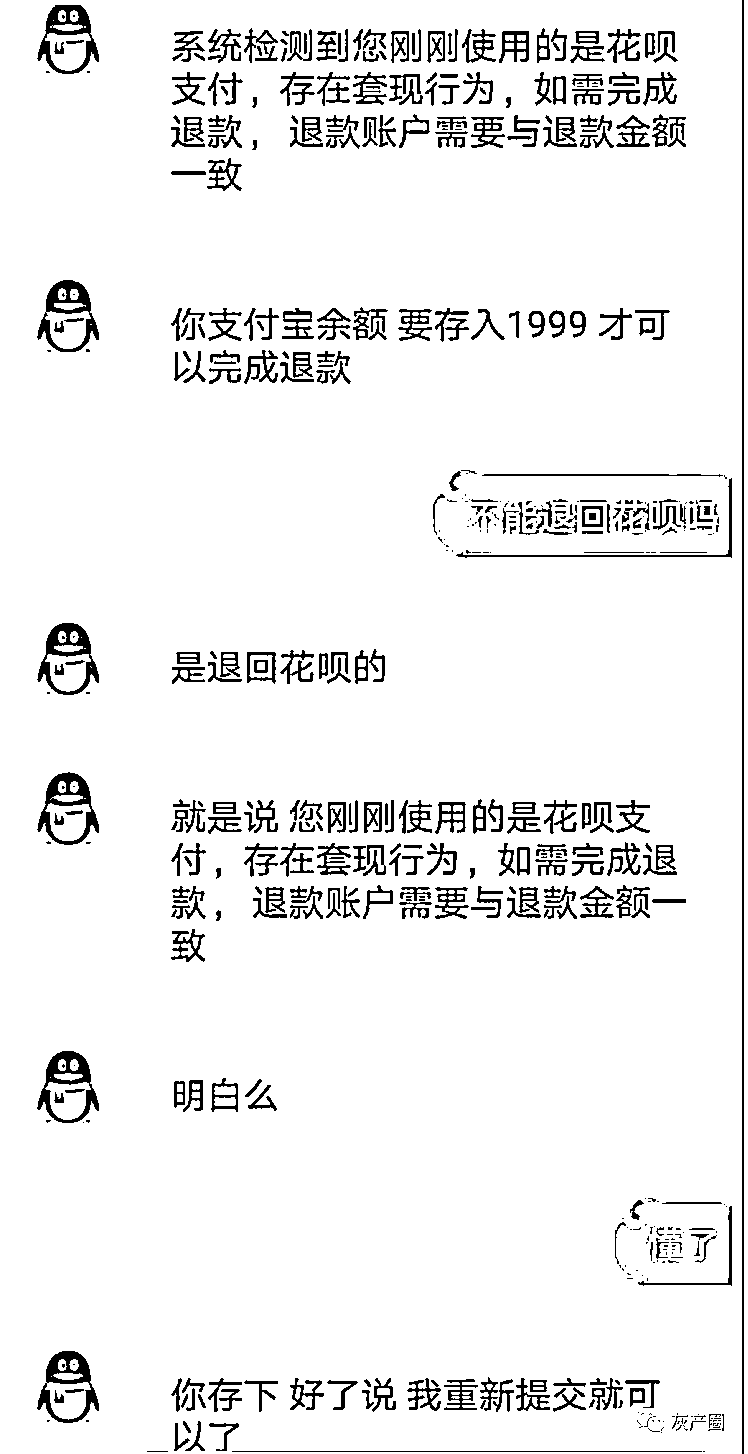 系统检测到您刚刚使用的是花呗
支付，存在套现行为，如需完成
退款， 退款账户需要与退款金额
一致
你支付宝余额 要存入1999 才可
以完成退款
不能退回花呗吗
是退回花呗的
就是说 您刚刚使用的是花呗支
付，存在套现行为，如需完成退
款， 退款账户需要与退款金额一
致
明白么
懂了
你存下 好了说 我重新提交就可
以了
灰产圈